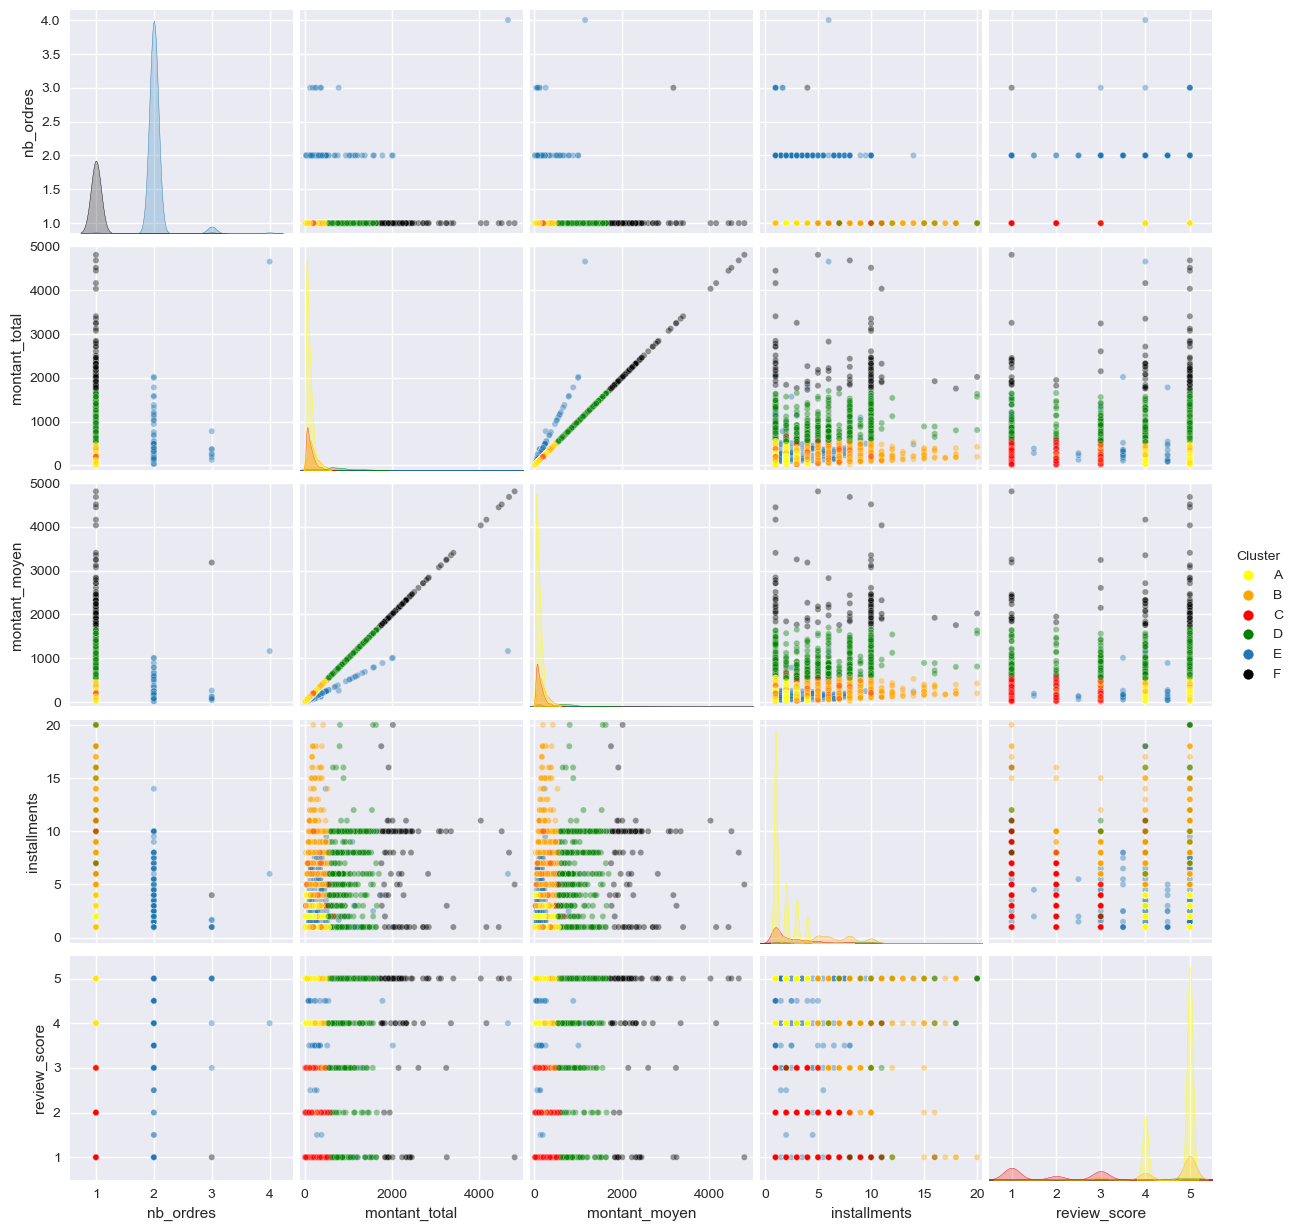 4.0
3.5
3.0
2.5
2.0
1.5
1.0
nb_ordres
5000
4000
3000
2000
1000
0
montant_total
5000
4000
3000
2000
1000
0
montant_moyen
Cluster
A
B
C
D
E
F
20
15
10
5
0
installments
5
4
3
2
1
review_score
1 2 3 4
0 2000 4000
0 2000 4000
0 5 10 15 20
1 2 3 4 5
nb_ordres
montant_total
montant_moyen
installments
review_score